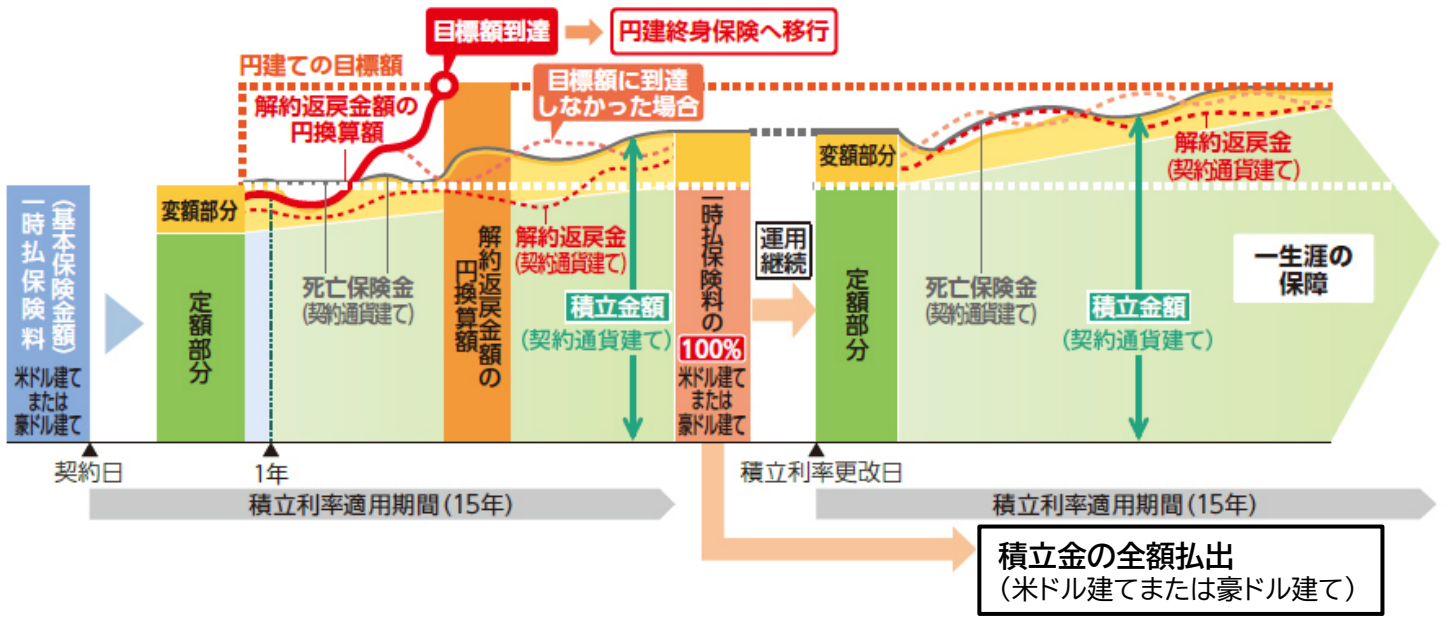 目標額到達
円建終身保険へ移行
円建ての目標額
解約返戻金額の
円換算額
目標額に到達
しなかった場合
一時払保険料
(基本保険金額)
米ドル建て
または
豪ドル建て
変額部分
定額部分
死亡保険金
(契約通貨建て)
解約返戻金額の
円換算額
解約返戻金
(契約通貨建て)
積立金額
(契約通貨建て)
一時払保険料の
100%
米ドル建て
または
豪ドル建て
運用
継続
変額部分
定額部分
死亡保険金
(契約通貨建て)
積立金額
(契約通貨建て)
解約返戻金
(契約通貨建て)
一生涯の
保障
契約日
1年
積立利率更改日
積立利率適用期間(15年)
積立利率適用期間(15年)
積立金の全額払出
(米ドル建てまたは豪ドル建て)